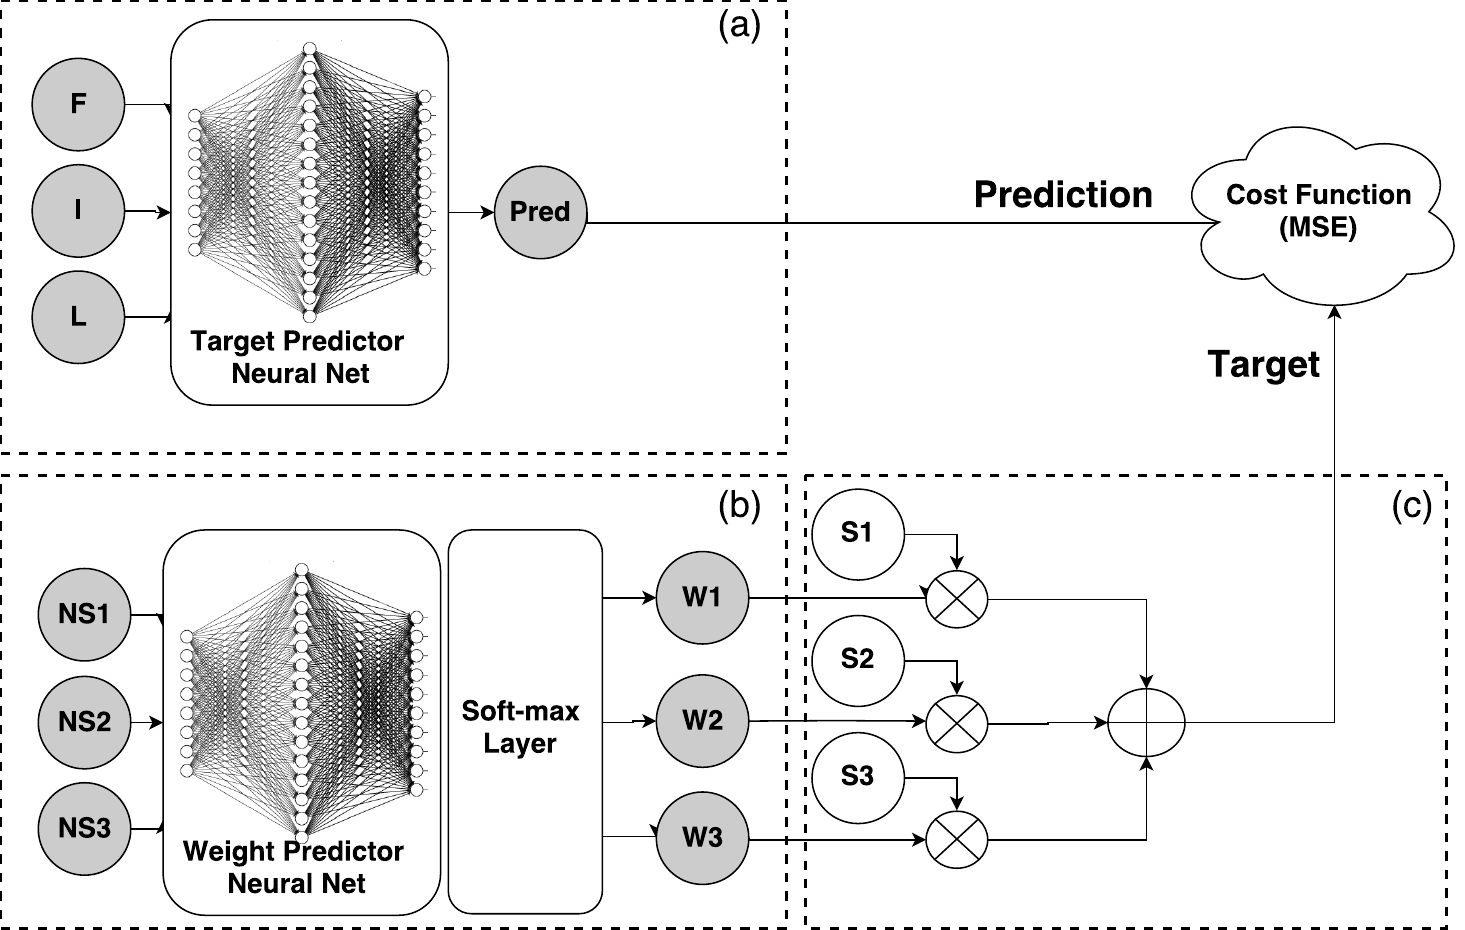 (a)
F
I
L
Target Predictor
Neural Net
Pred
Prediction
Cost Function
(MSE)
Target
(b)
NS1
NS2
NS3
Weight Predictor
Neural Net
Soft-max
Layer
W1
W2
W3
(c)
S1
S2
S3